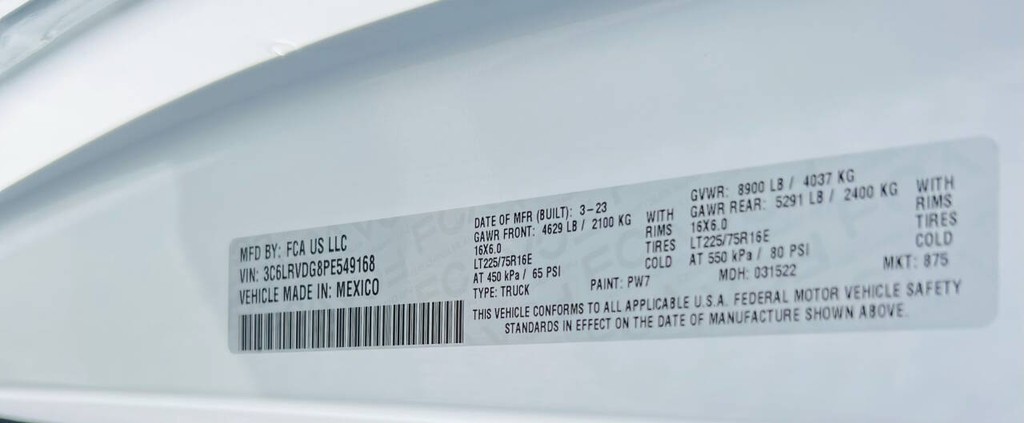 MFD BY: FCA US LLC
VIN: 3C6LRVDG8PE549168
VEHICLE MADE IN: MEXICO
DATE OF MFR (BUILT): 3-23
GAWR FRONT: 4629 LB / 2100 KG WITH
16X6.0 RIMS
LT225/75R16E TIRES
AT 450 kPa / 65 PSI COLD
TYPE: TRUCK PAINT: PW7
GVWR: 8900 LB / 4037 KG
GAWR REAR: 5291 LB / 2400 KG WITH
16X6.0 RIMS
LT225/75R16E TIRES
AT 550 kPa / 80 PSI COLD
MDH: 031522 MKT: 875
THIS VEHICLE CONFORMS TO ALL APPLICABLE U.S.A. FEDERAL MOTOR VEHICLE SAFETY
STANDARDS IN EFFECT ON THE DATE OF MANUFACTURE SHOWN ABOVE.